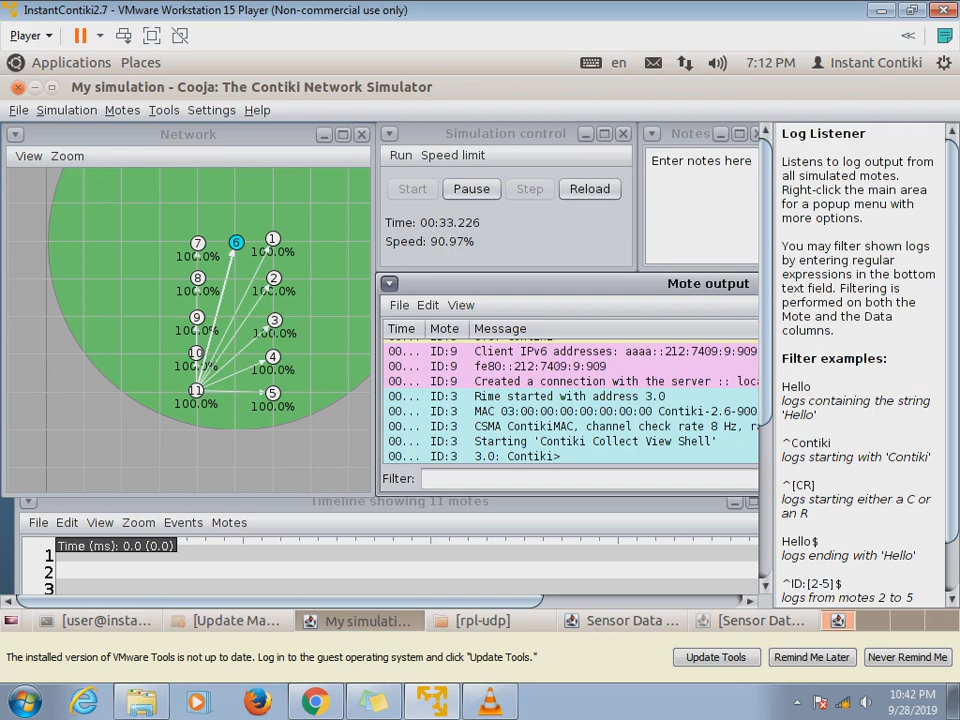 InstantContiki2.7 - VMware Workstation 15 Player (Non-commercial use only)
Player
Applications Places
en
7:12 PM
Instant Contiki
My simulation - Cooja: The Contiki Network Simulator
File Simulation Motes Tools Settings Help
Network
View Zoom
7 6 1
100.0% 100.0%
8 2
100.0% 100.0%
9 3
100.0% 100.0%
10 4
100.0% 100.0%
11 5
100.0% 100.0%
Simulation control
Run Speed limit
Start Pause Step Reload
Time: 00:33.226
Speed: 90.97%
Notes
Enter notes here
Mote output
File Edit View
Time Mote Message
00... ID:9 Client IPv6 addresses: aaaa::212:7409:9:909
00... ID:9 fe80::212:7409:9:909
00... ID:9 Created a connection with the server :: loca
00... ID:3 Rime started with address 3.0
00... ID:3 MAC 03:00:00:00:00:00:00:00 Contiki-2.6-900
00... ID:3 CSMA ContikiMAC, channel check rate 8 Hz, ra
00... ID:3 Starting 'Contiki Collect View Shell'
00... ID:3 3.0: Contiki>
Filter:
Log Listener
Listens to log output from
all simulated motes.
Right-click the main area
for a popup menu with
more options.
You may filter shown logs
by entering regular
expressions in the bottom
text field. Filtering is
performed on both the
Mote and the Data
columns.
Filter examples:
Hello
logs containing the string
'Hello'
^Contiki
logs starting with 'Contiki'
^[CR]
logs starting either a C or
an R
Hello$
logs ending with 'Hello'
^ID:[2-5]$
logs from motes 2 to 5
Timeline showing 11 motes
File Edit View Zoom Events Motes
Time (ms): 0.0 (0.0)
1
2
3
[user@insta...
[Update Ma...
My simulati...
[rpl-udp]
Sensor Data ...
[Sensor Dat...
The installed version of VMware Tools is not up to date. Log in to the guest operating system and click "Update Tools."
Update Tools
Remind Me Later
Never Remind Me
10:42 PM
9/28/2019